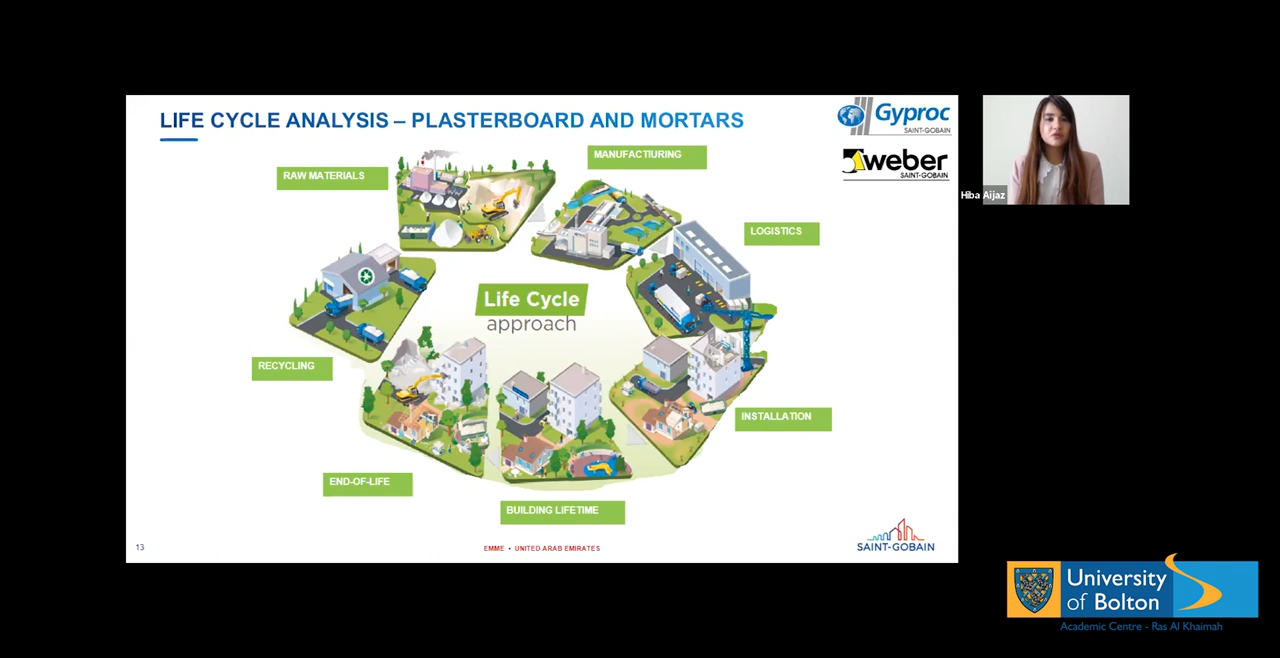 LIFE CYCLE ANALYSIS – PLASTERBOARD AND MORTARS
Gyproc
SAINT-GOBAIN
weber
SAINT-GOBAIN
Hiba Aijaz
RAW MATERIALS
MANUFACTIURING
LOGISTICS
Life Cycle
approach
RECYCLING
INSTALLATION
END-OF-LIFE
BUILDING LIFETIME
13
EMME • UNITED ARAB EMIRATES
SAINT-GOBAIN
University
of Bolton
Academic Centre - Ras Al Khaimah